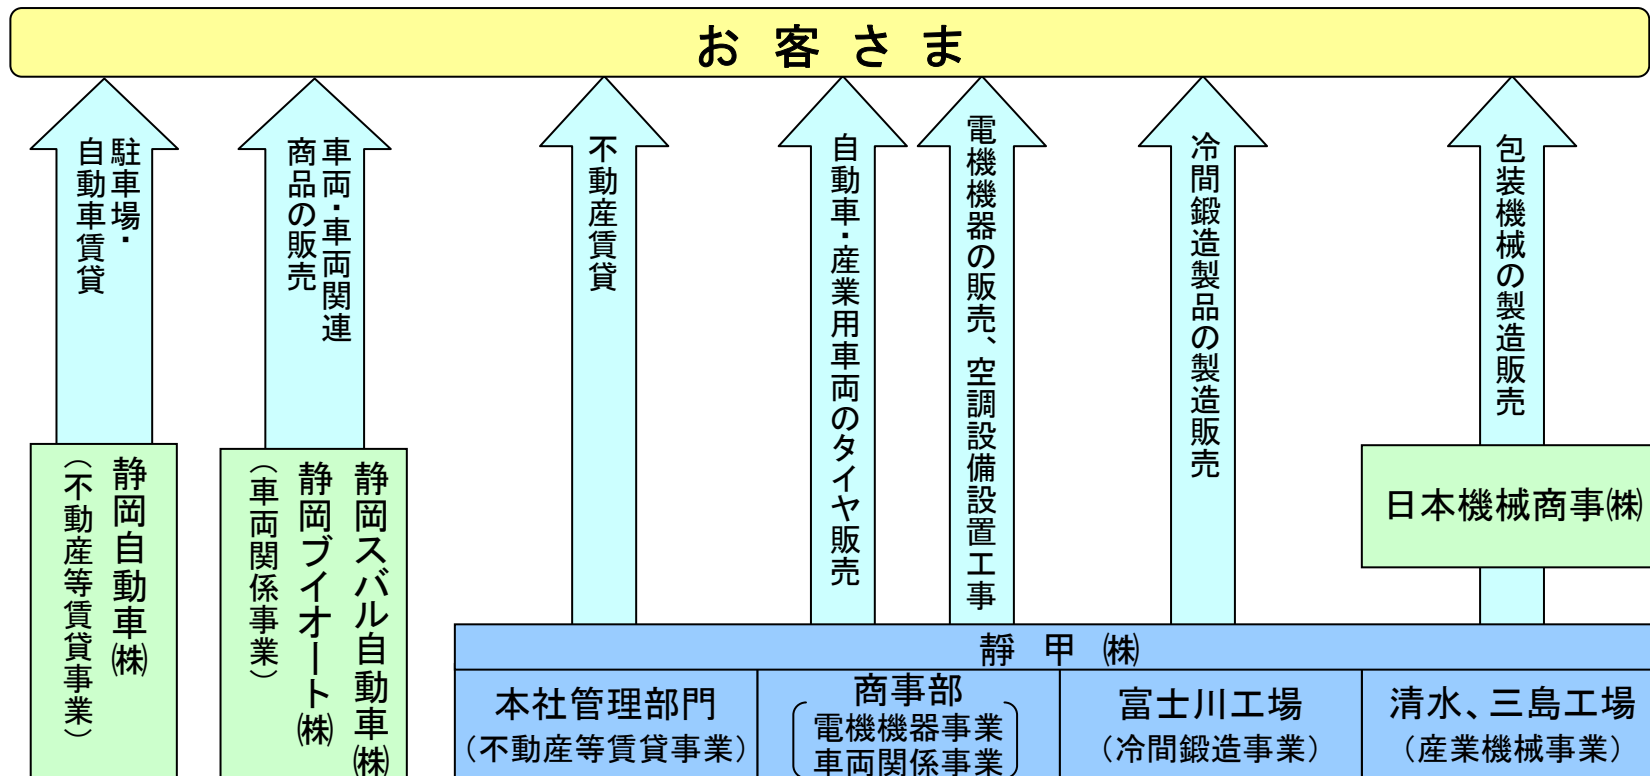 お客さま
駐車場・
自動車賃貸
車両・車両関連
商品の販売
不動産賃貸
自動車・産業用車両のタイヤ販売
電機機器の販売、空調設備設置工事
冷間鍛造製品の製造販売
包装機械の製造販売
静岡自動車㈱
（不動産等賃貸事業）
静岡スバル自動車㈱
静岡ブイオート㈱
（車両関係事業）
日本機械商事㈱
靜甲㈱
本社管理部門
（不動産等賃貸事業）
商事部
電機機器事業
車両関係事業
富士川工場
（冷間鍛造事業）
清水、三島工場
（産業機械事業）